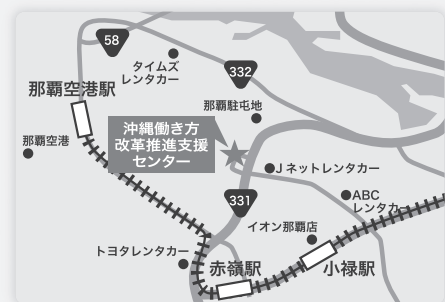 58
タイムズ
レンタカー
332
那覇空港駅
那覇駐屯地
沖縄働き方
改革推進支援
センター
那覇空港
Jネットレンタカー
ABC
レンタカー
331
イオン那覇店
トヨタレンタカー
赤嶺駅
小禄駅